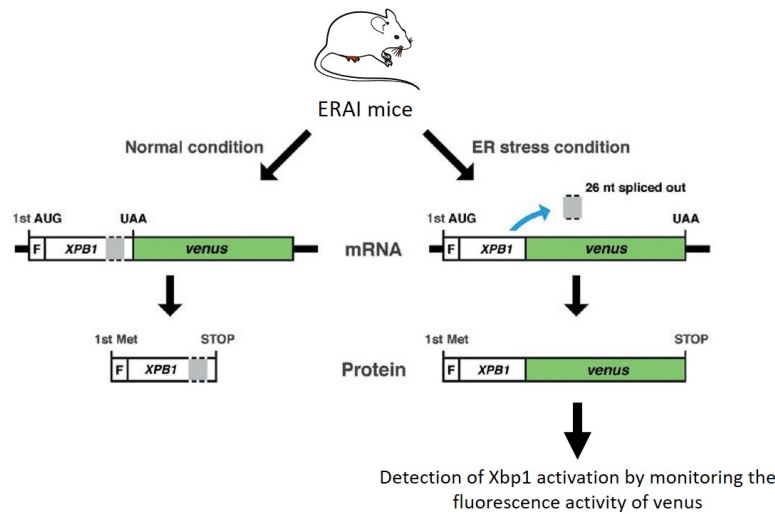 ERAI mice
Normal condition
ER stress condition
26 nt spliced out
1st AUG
UAA
1st AUG
UAA
F
XPB1
venus
mRNA
F
XPB1
venus
1st Met
STOP
1st Met
STOP
F
XPB1
Protein
F
XPB1
venus
Detection of Xbp1 activation by monitoring the
fluorescence activity of venus